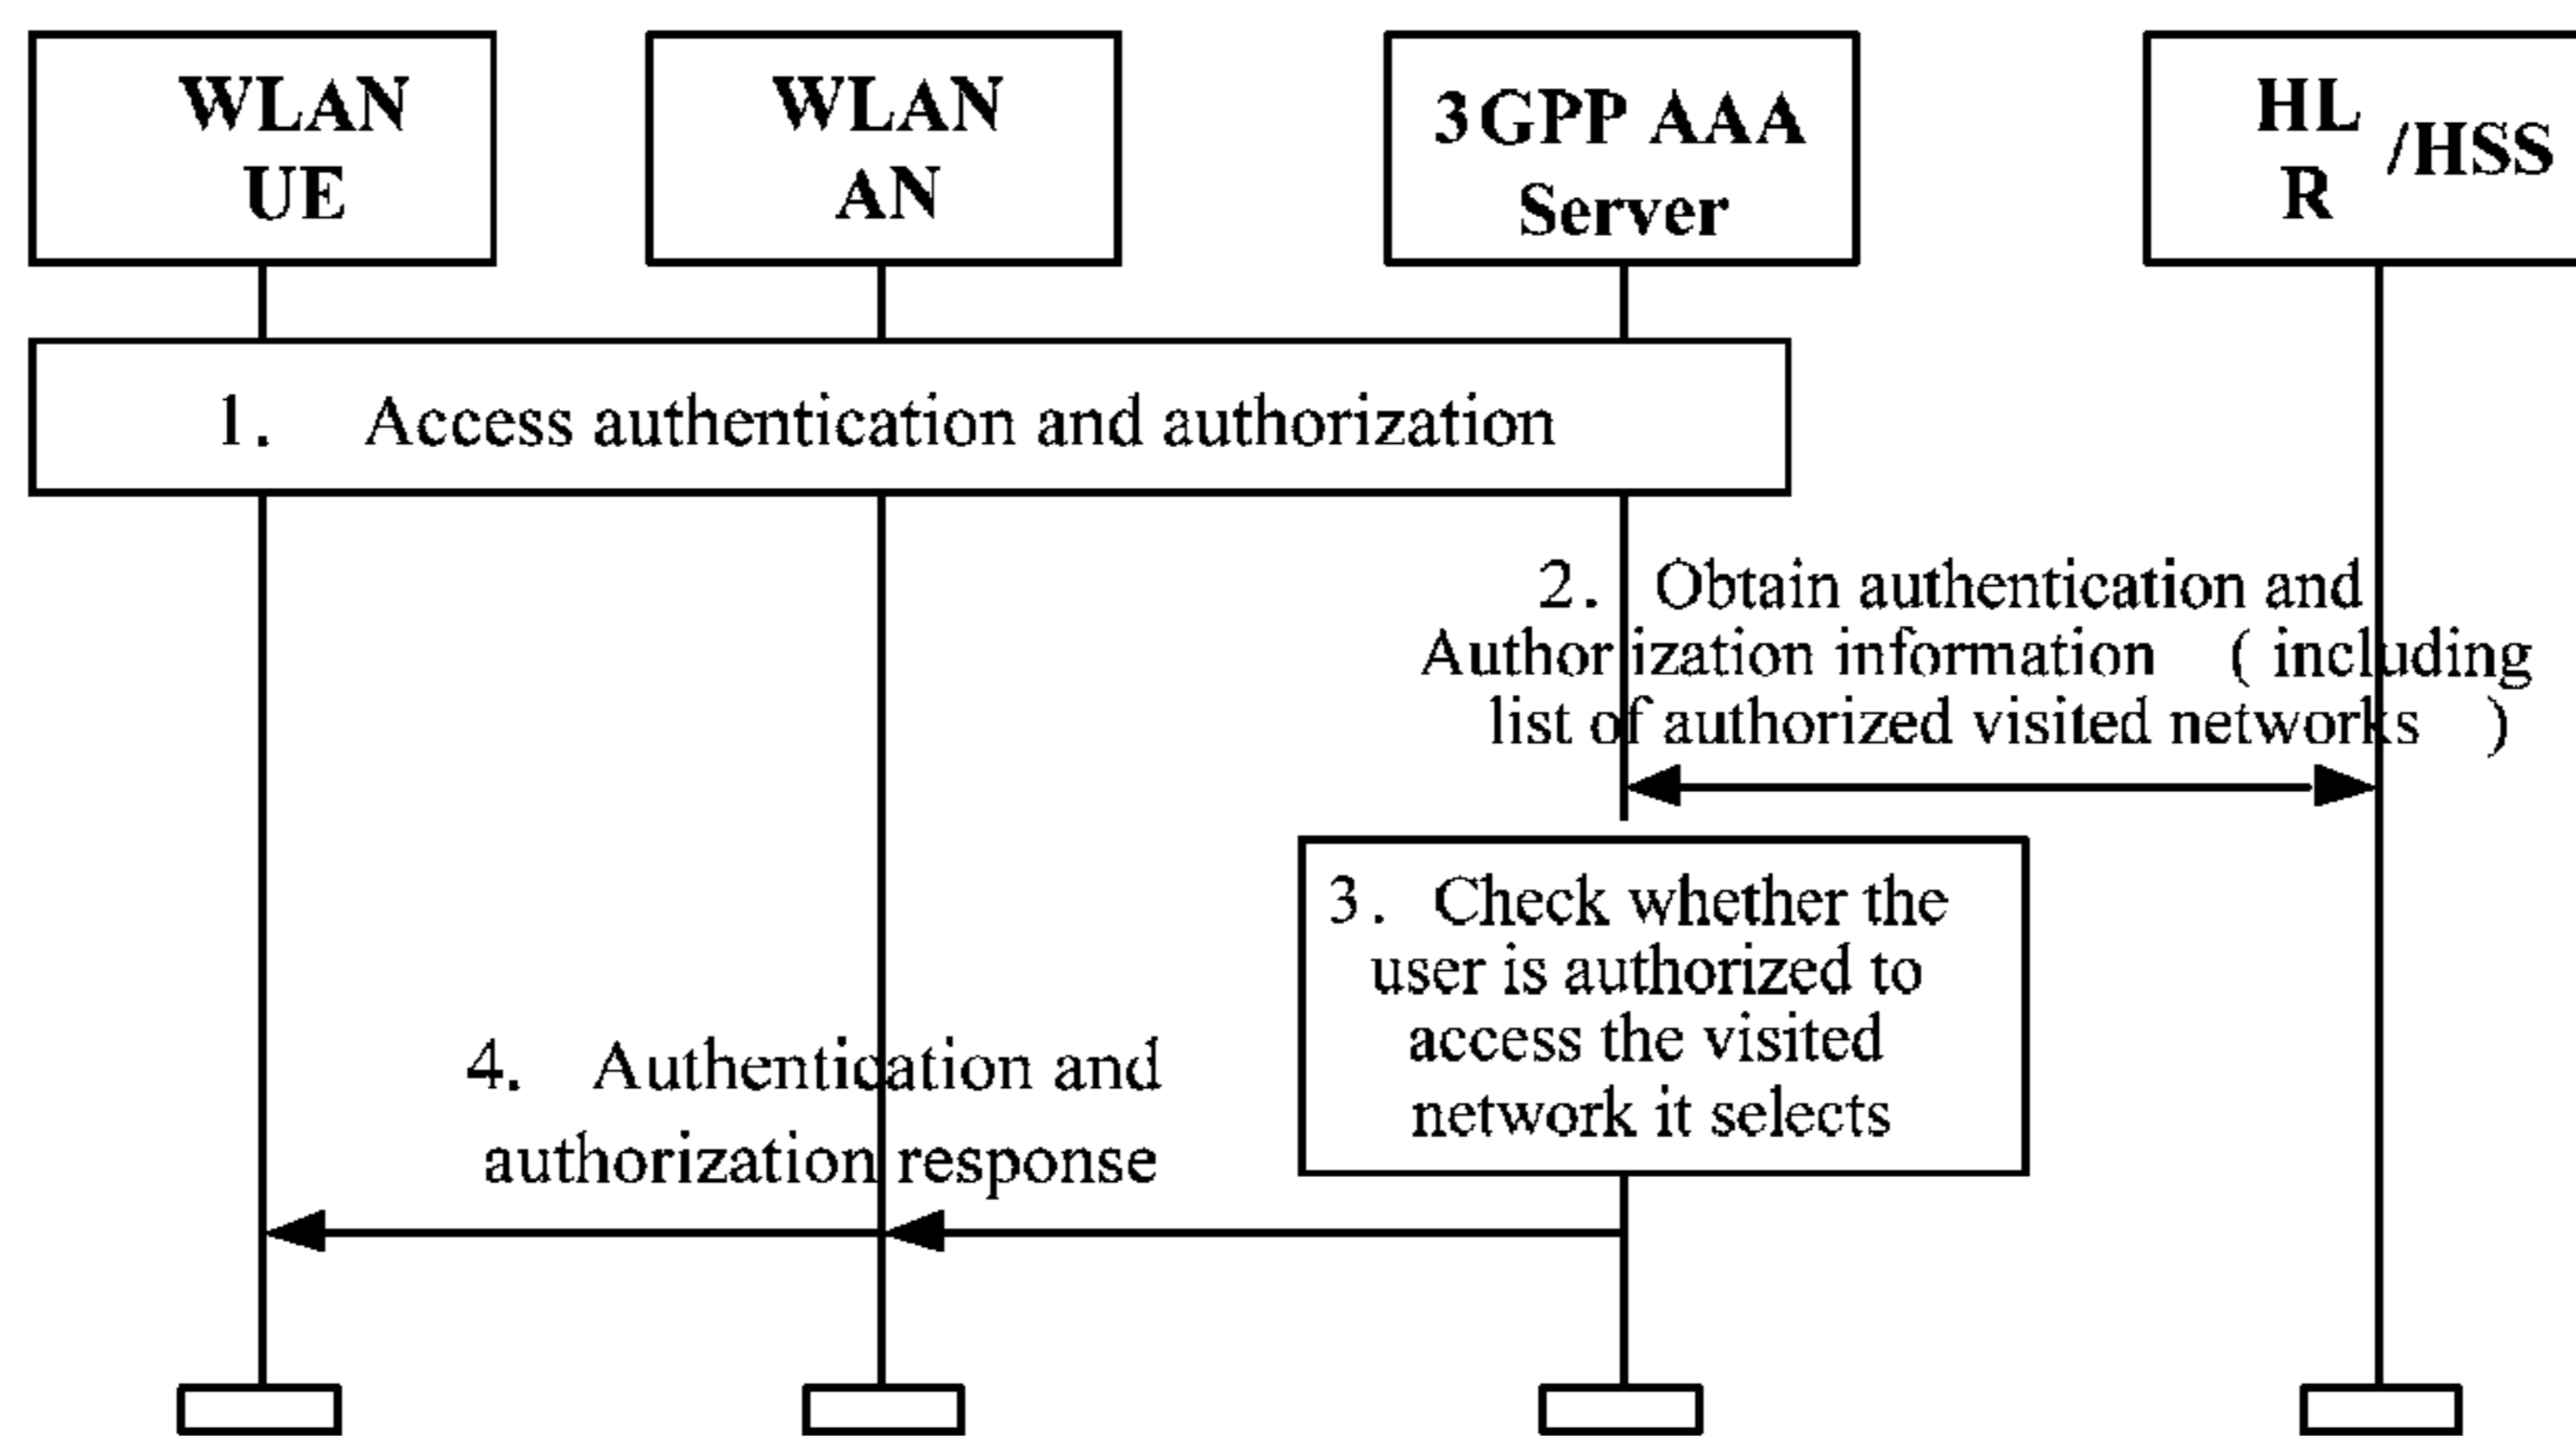 WLAN
UE
WLAN
AN
3GPP AAA
Server
HL
R /HSS
1. Access authentication and authorization
2. Obtain authentication and
Authorization information ( including
list of authorized visited networks )
3. Check whether the
user is authorized to
access the visited
network it selects
4. Authentication and
authorization response